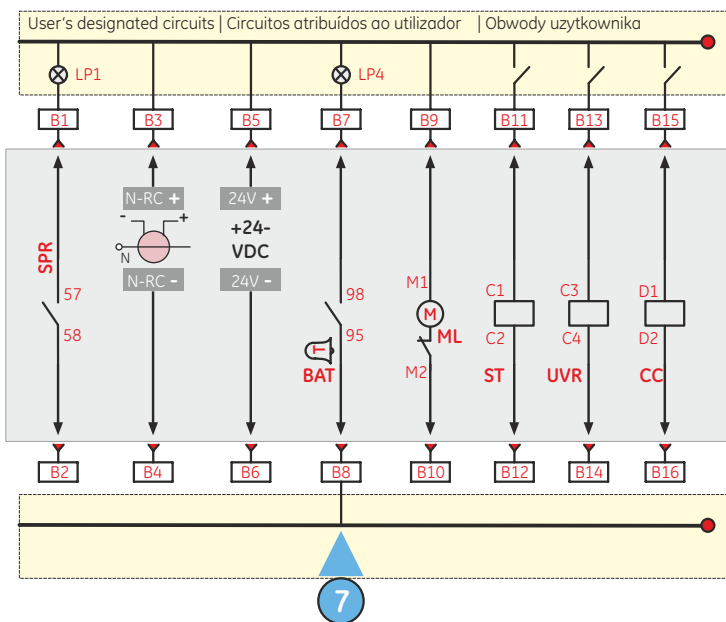 User's designated circuits | Circuitos atribuídos ao utilizador | Obwody uzytkownika
LP1 LP4
B1 B3 B5 B7 B9 B11 B13 B15
N-RC + 24V +
- +
N
+24-
VDC
SPR
N-RC - 24V -
M1 C1 C3 D1
57 98
M
ML
58 95 C2 C4 D2
T
BAT M2 ST UVR CC
B2 B4 B6 B8 B10 B12 B14 B16
7